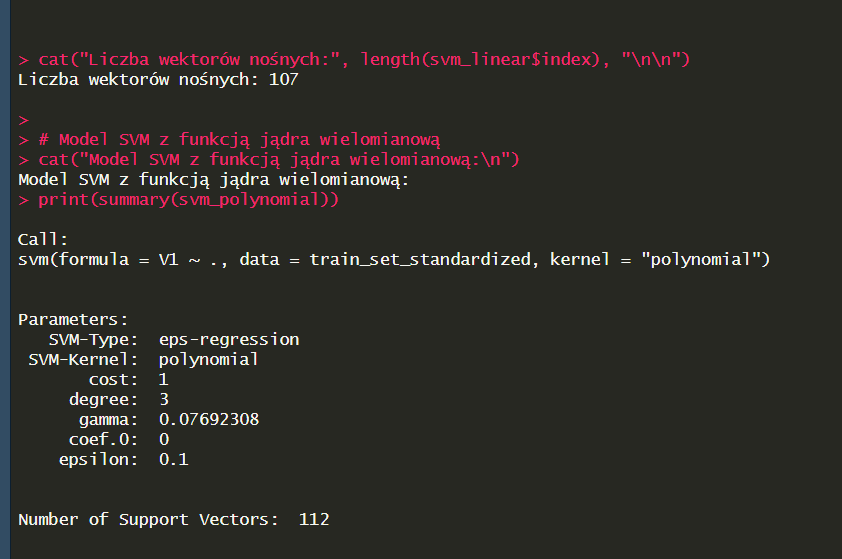 > cat("Liczba wektorów nośnych:", length(svm_linear$index), "\n\n")
Liczba wektorów nośnych: 107
>
> # Model SVM z funkcją jądra wielomianową
> cat("Model SVM z funkcją jądra wielomianową:\n")
Model SVM z funkcją jądra wielomianową:
> print(summary(svm_polynomial))
Call:
svm(formula = V1 ~ ., data = train_set_standardized, kernel = "polynomial")
Parameters:
   SVM-Type:  eps-regression
 SVM-Kernel:  polynomial
       cost:  1
     degree:  3
      gamma:  0.07692308
     coef.0:  0
    epsilon:  0.1
Number of Support Vectors:  112